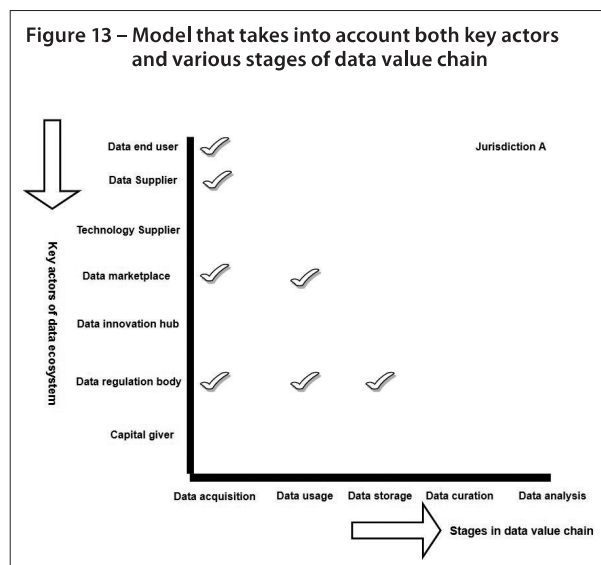 Figure 13 – Model that takes into account both key actors
and various stages of data value chain
Data end user
Jurisdiction A
Data Supplier
Technology Supplier
Key actors of data ecosystem
Data marketplace
Data innovation hub
Data regulation body
Capital giver
Data acquisition Data usage Data storage Data curation Data analysis
Stages in data value chain